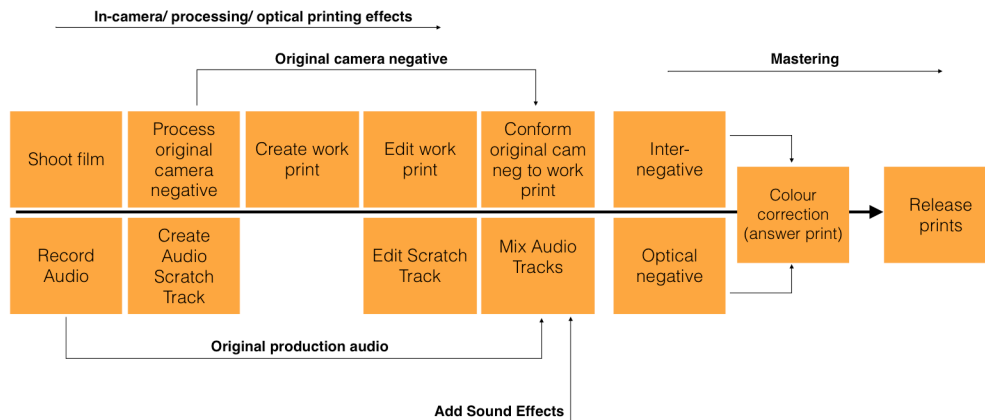 In-camera/ processing/ optical printing effects
Original camera negative
Mastering
Shoot film
Process
original
camera
negative
Create work
print
Edit work
print
Conform
original cam
neg to work
print
Inter-
negative
Colour
correction
(answer print)
Release
prints
Record
Audio
Create
Audio
Scratch
Track
Edit Scratch
Track
Mix Audio
Tracks
Optical
negative
Original production audio
Add Sound Effects